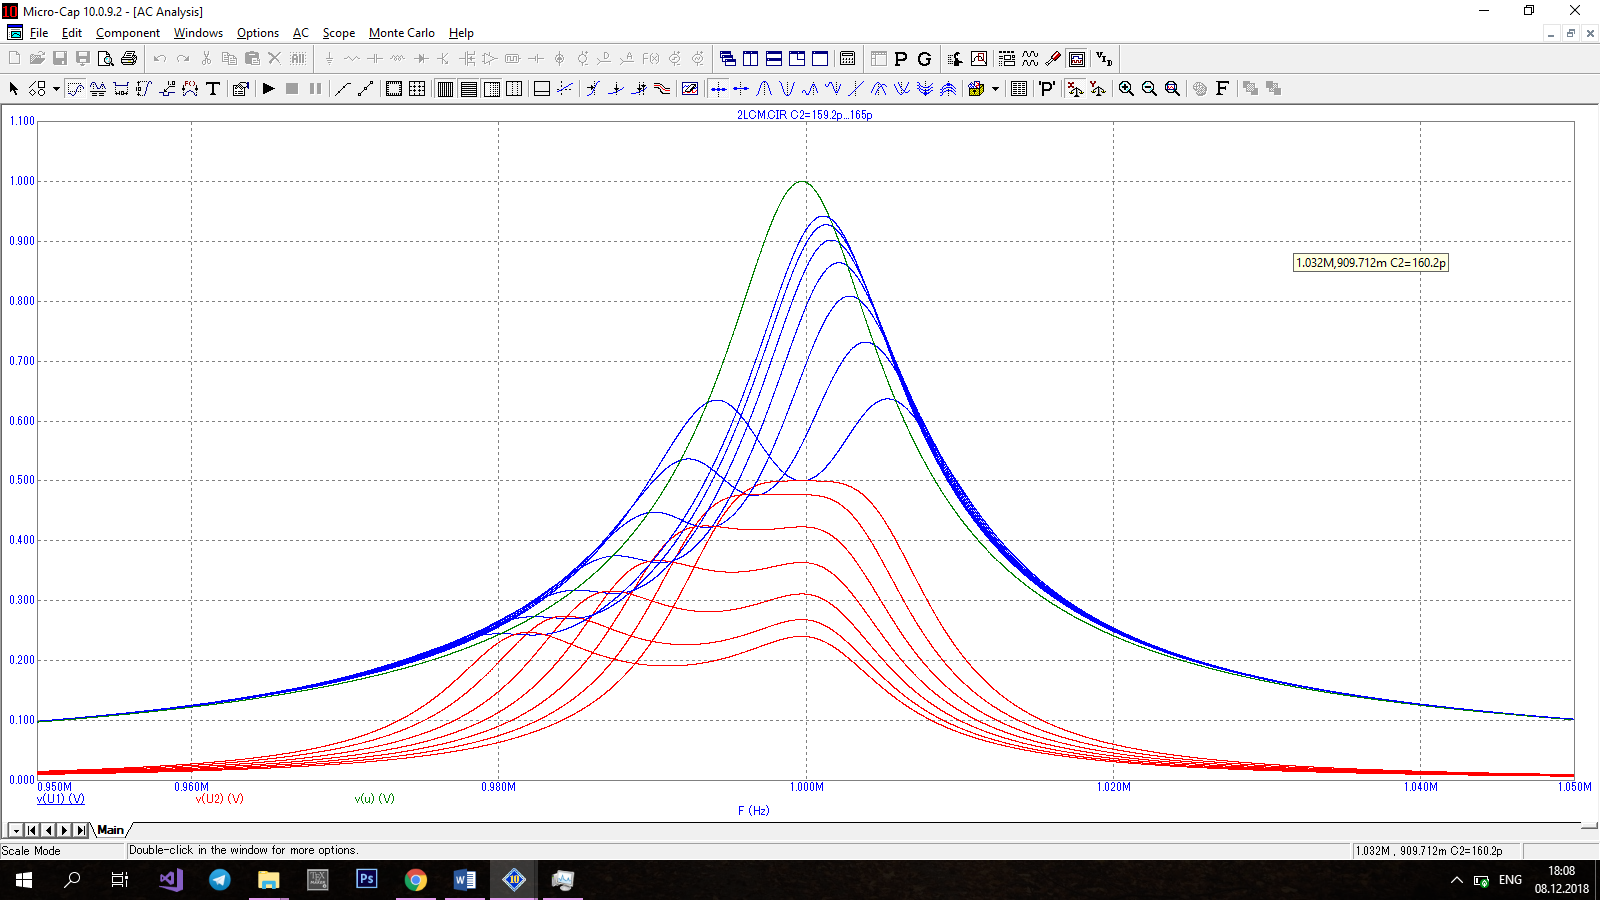 Micro-Cap 10.0.9.2 - [AC Analysis]
File Edit Component Windows Options AC Scope Monte Carlo Help
2LCM.CIR C2=159.2p...165p
1.100
1.000
0.900
0.800
0.700
0.600
0.500
0.400
0.300
0.200
0.100
0.000
1.032M,909.712m C2=160.2p
0.950M 0.960M 0.980M 1.000M 1.020M 1.040M 1.050M
v(U1) (V) v(U2) (V) v(u) (V)
F (Hz)
Main
Scale Mode Double-click in the window for more options. 1.032M , 909.712m C2=160.2p
ENG
18:08
08.12.2018